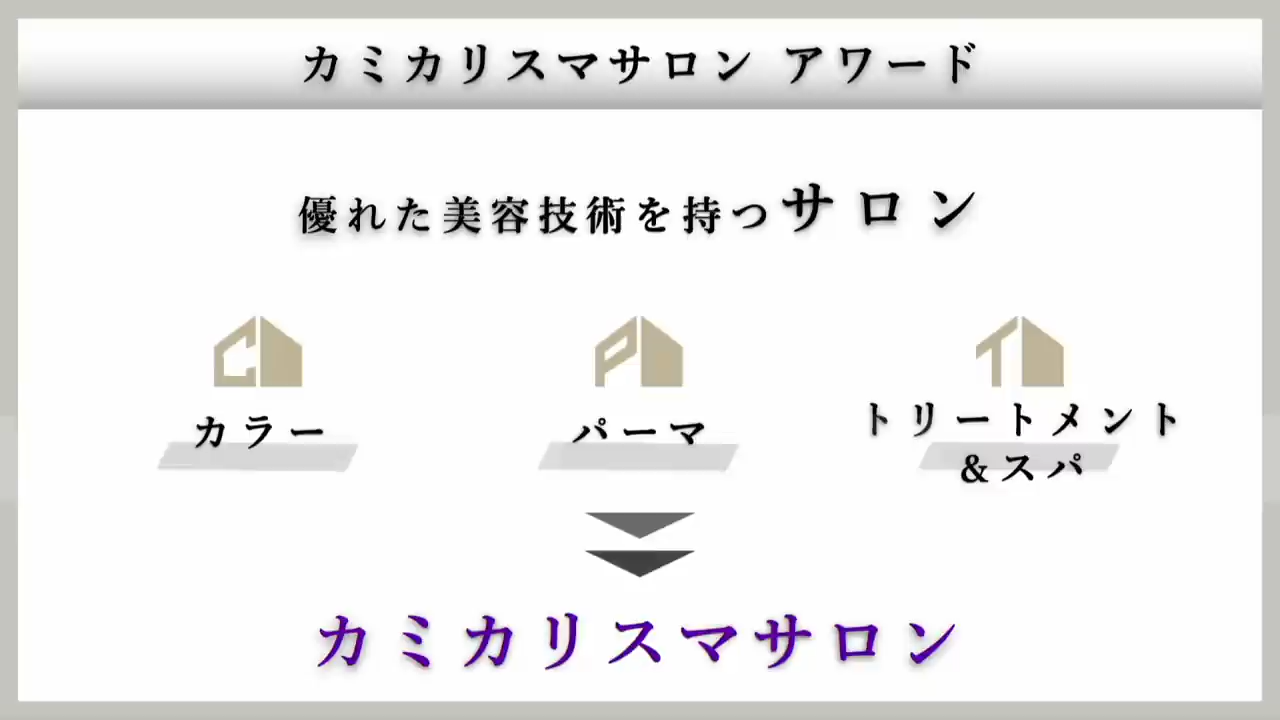 カミカリスマサロン アワード
優れた美容技術を持つサロン
C
P
T
カラー
パーマ
トリートメント
&スパ
カミカリスマサロン